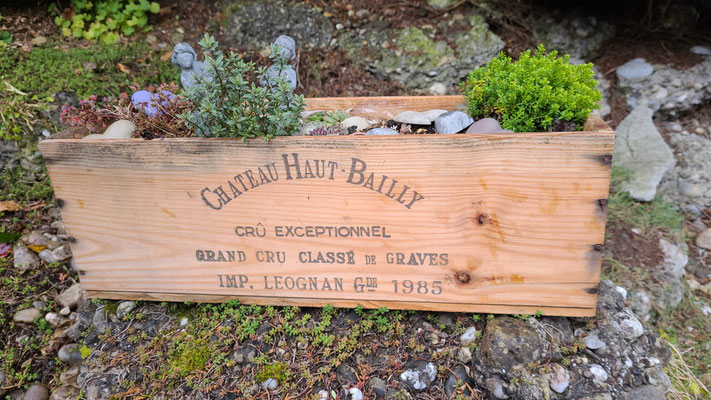 CHATEAU HAUT-BAILLY
CRÛ EXCEPTIONNEL
GRAND CRU CLASSÉ DE GRAVES
IMP. LEOGNAN GDE 1985